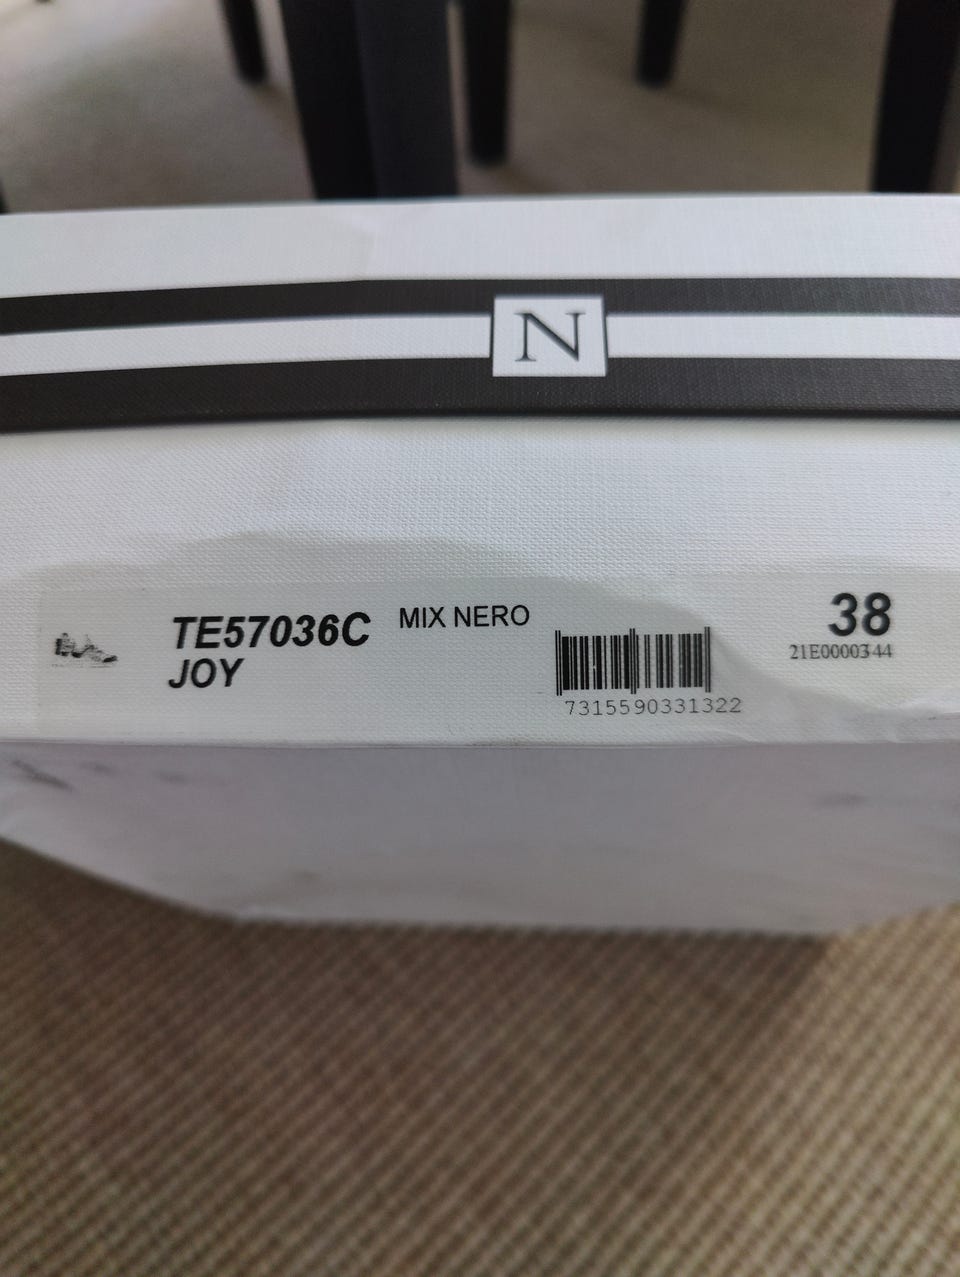 N
TE57036C MIX NERO 38
JOY 21E0000344
7315590331322